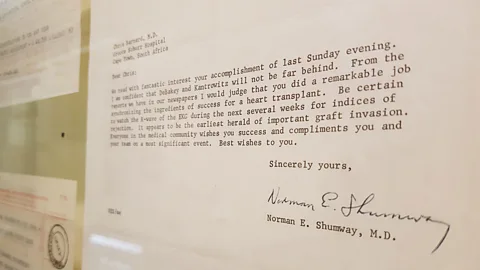 Chris Barnard, M.D.
Groote Schuur Hospital
Cape Town, South Africa
Dear Chris:
We read with fantastic interest your accomplishment of last Sunday evening.
I am confident that DeBakey and Kantrowitz will not be far behind. From the
reports we have in our newspapers I would judge that you did a remarkable job
synchronizing the ingredients of success for a heart transplant. Be certain
to watch the R-wave of the EKG during the next several weeks for indices of
rejection. It appears to be the earliest herald of important graft invasion.
Everyone in the medical community wishes you success and compliments you and
your team on a most significant event. Best wishes to you.
Sincerely yours,
Norman E. Shumway
Norman E. Shumway, M.D.